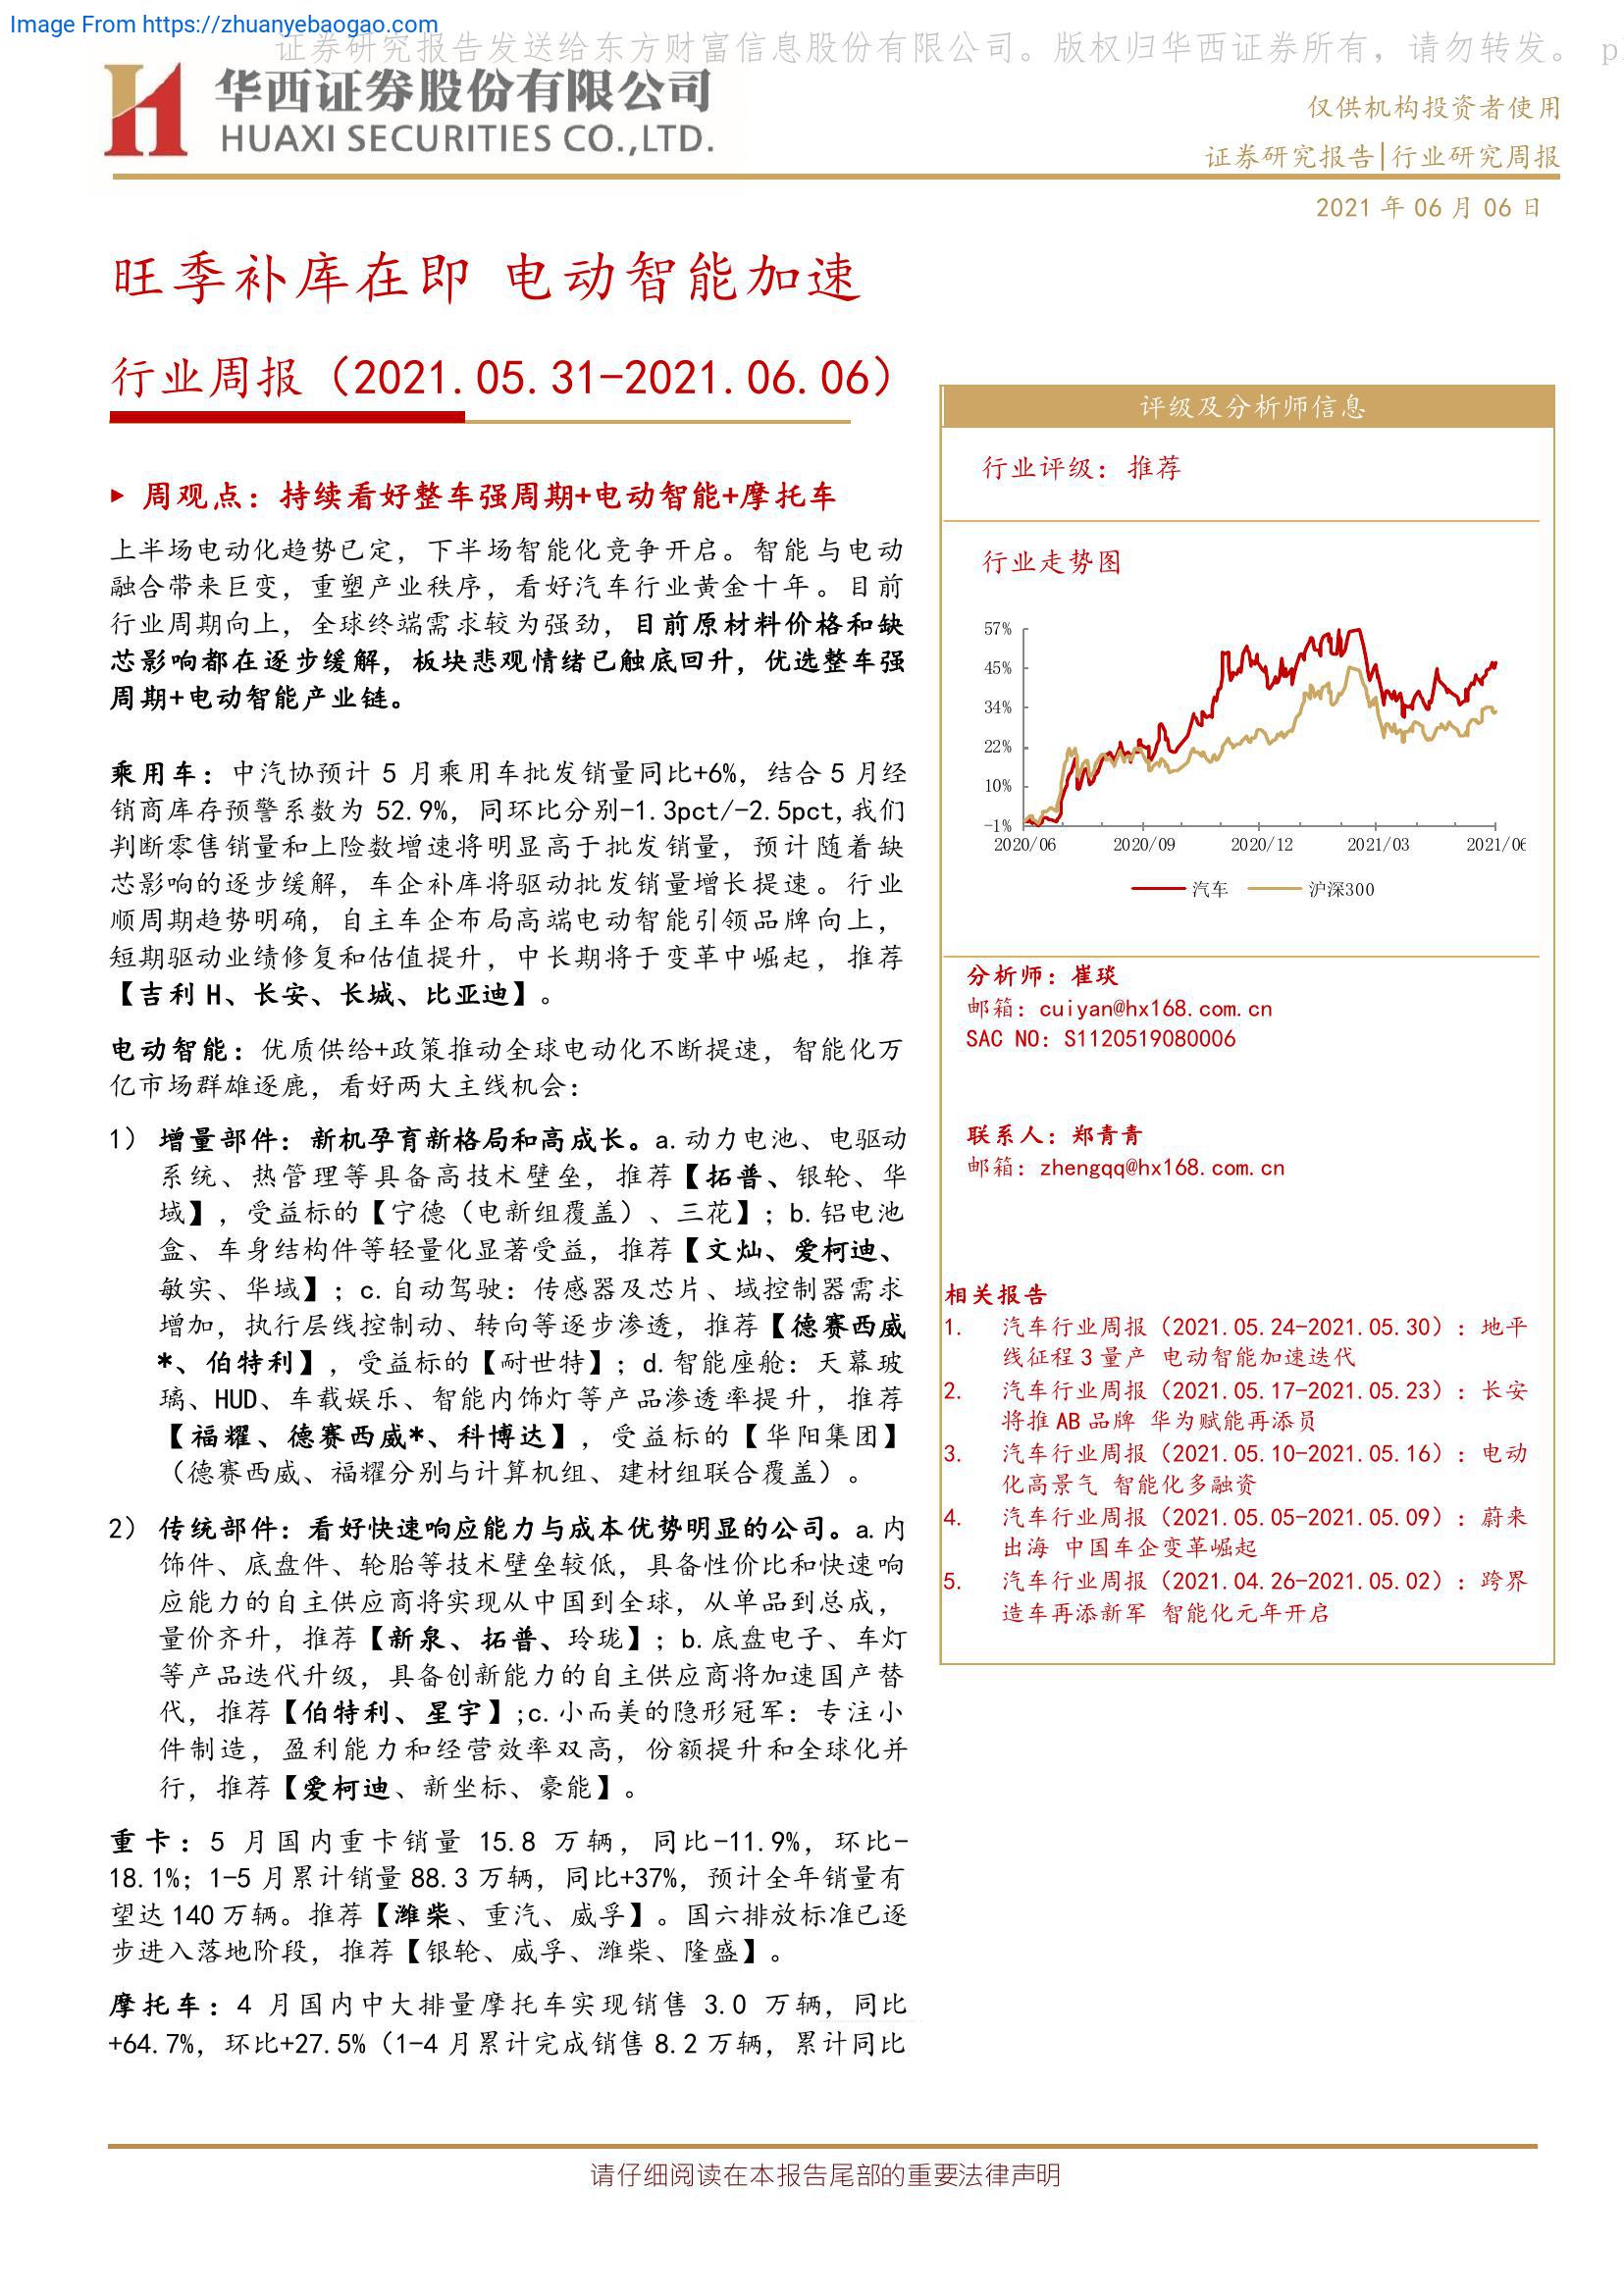 Image From https://zhuanyebaogao.com
证券研究报告发送给东方财富信息股份有限公司。版权归华西证券所有，请勿转发。 p
华西证券股份有限公司
HUAXI SECURITIES CO.,LTD.
仅供机构投资者使用
证券研究报告|行业研究周报
2021 年 06 月 06 日
旺季补库在即 电动智能加速
行业周报（2021.05.31-2021.06.06）
周观点：持续看好整车强周期+电动智能+摩托车
上半场电动化趋势已定，下半场智能化竞争开启。智能与电动
融合带来巨变，重塑产业秩序，看好汽车行业黄金十年。目前
行业周期向上，全球终端需求较为强劲，目前原材料价格和缺
芯影响都在逐步缓解，板块悲观情绪已触底回升，优选整车强
周期+电动智能产业链。
乘用车：中汽协预计 5 月乘用车批发销量同比+6%，结合 5 月经
销商库存预警系数为 52.9%，同环比分别-1.3pct/-2.5pct,我们
判断零售销量和上险数增速将明显高于批发销量，预计随着缺
芯影响的逐步缓解，车企补库将驱动批发销量增长提速。行业
顺周期趋势明确，自主车企布局高端电动智能引领品牌向上，
短期驱动业绩修复和估值提升，中长期将于变革中崛起，推荐
【吉利 H、长安、长城、比亚迪】。
电动智能：优质供给+政策推动全球电动化不断提速，智能化万
亿市场群雄逐鹿，看好两大主线机会：
1） 增量部件：新机孕育新格局和高成长。a.动力电池、电驱动
系统、热管理等具备高技术壁垒，推荐【拓普、银轮、华
域】，受益标的【宁德（电新组覆盖）、三花】；b.铝电池
盒、车身结构件等轻量化显著受益，推荐【文灿、爱柯迪、
敏实、华域】；c.自动驾驶：传感器及芯片、域控制器需求
增加，执行层线控制动、转向等逐步渗透，推荐【德赛西威
*、伯特利】，受益标的【耐世特】；d.智能座舱：天幕玻
璃、HUD、车载娱乐、智能内饰灯等产品渗透率提升，推荐
【福耀、德赛西威*、科博达】，受益标的【华阳集团】
（德赛西威、福耀分别与计算机组、建材组联合覆盖）。
2） 传统部件：看好快速响应能力与成本优势明显的公司。a.内
饰件、底盘件、轮胎等技术壁垒较低，具备性价比和快速响
应能力的自主供应商将实现从中国到全球，从单品到总成，
量价齐升，推荐【新泉、拓普、玲珑】；b.底盘电子、车灯
等产品迭代升级，具备创新能力的自主供应商将加速国产替
代，推荐【伯特利、星宇】;c.小而美的隐形冠军：专注小
件制造，盈利能力和经营效率双高，份额提升和全球化并
行，推荐【爱柯迪、新坐标、豪能】。
重卡：5 月国内重卡销量 15.8 万辆，同比-11.9%，环比-
18.1%；1-5 月累计销量 88.3 万辆，同比+37%，预计全年销量有
望达 140 万辆。推荐【潍柴、重汽、威孚】。国六排放标准已逐
步进入落地阶段，推荐【银轮、威孚、潍柴、隆盛】。
摩托车：4 月国内中大排量摩托车实现销售 3.0 万辆，同比
+64.7%，环比+27.5%（1-4 月累计完成销售 8.2 万辆，累计同比
评级及分析师信息
行业评级：推荐
行业走势图
57%
45%
34%
22%
10%
-1%
2020/06 2020/09 2020/12 2021/03 2021/06
汽车 沪深300
分析师：崔琰
邮箱：cuiyan@hx168.com.cn
SAC NO：S1120519080006
联系人：郑青青
邮箱：zhengqq@hx168.com.cn
相关报告
1. 汽车行业周报（2021.05.24-2021.05.30）：地平
线征程 3 量产 电动智能加速迭代
2. 汽车行业周报（2021.05.17-2021.05.23）：长安
将推 AB 品牌 华为赋能再添员
3. 汽车行业周报（2021.05.10-2021.05.16）：电动
化高景气 智能化多融资
4. 汽车行业周报（2021.05.05-2021.05.09）：蔚来
出海 中国车企变革崛起
5. 汽车行业周报（2021.04.26-2021.05.02）：跨界
造车再添新军 智能化元年开启
请仔细阅读在本报告尾部的重要法律声明